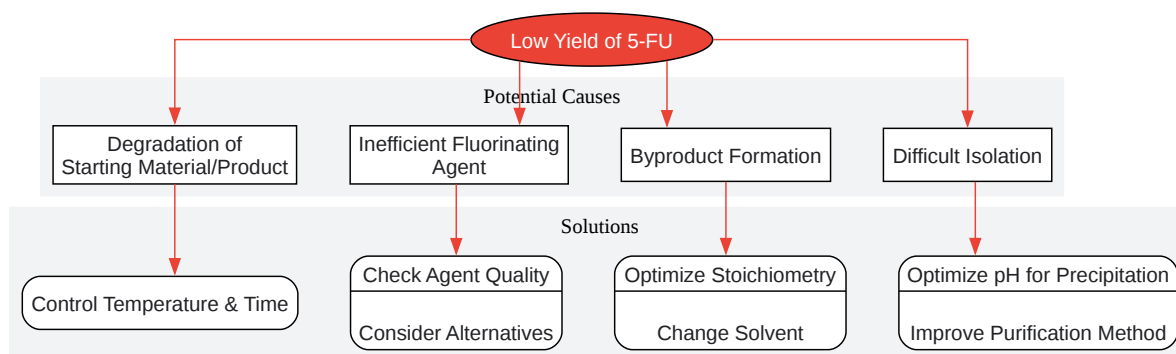 Low Yield of 5-FU
Potential Causes
Degradation of
Starting Material/Product
Inefficient Fluorinating
Agent
Byproduct Formation
Difficult Isolation
Solutions
Control Temperature & Time
Check Agent Quality
Consider Alternatives
Optimize Stoichiometry
Change Solvent
Optimize pH for Precipitation
Improve Purification Method